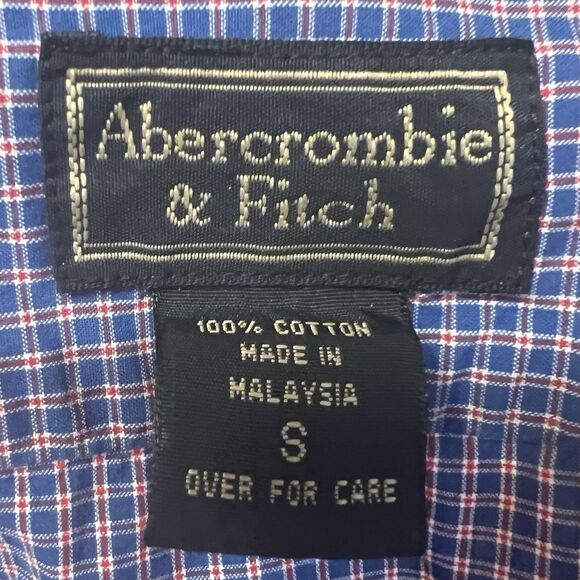 Abercrombie
& Fitch
100% COTTON
MADE IN
MALAYSIA
S
OVER FOR CARE